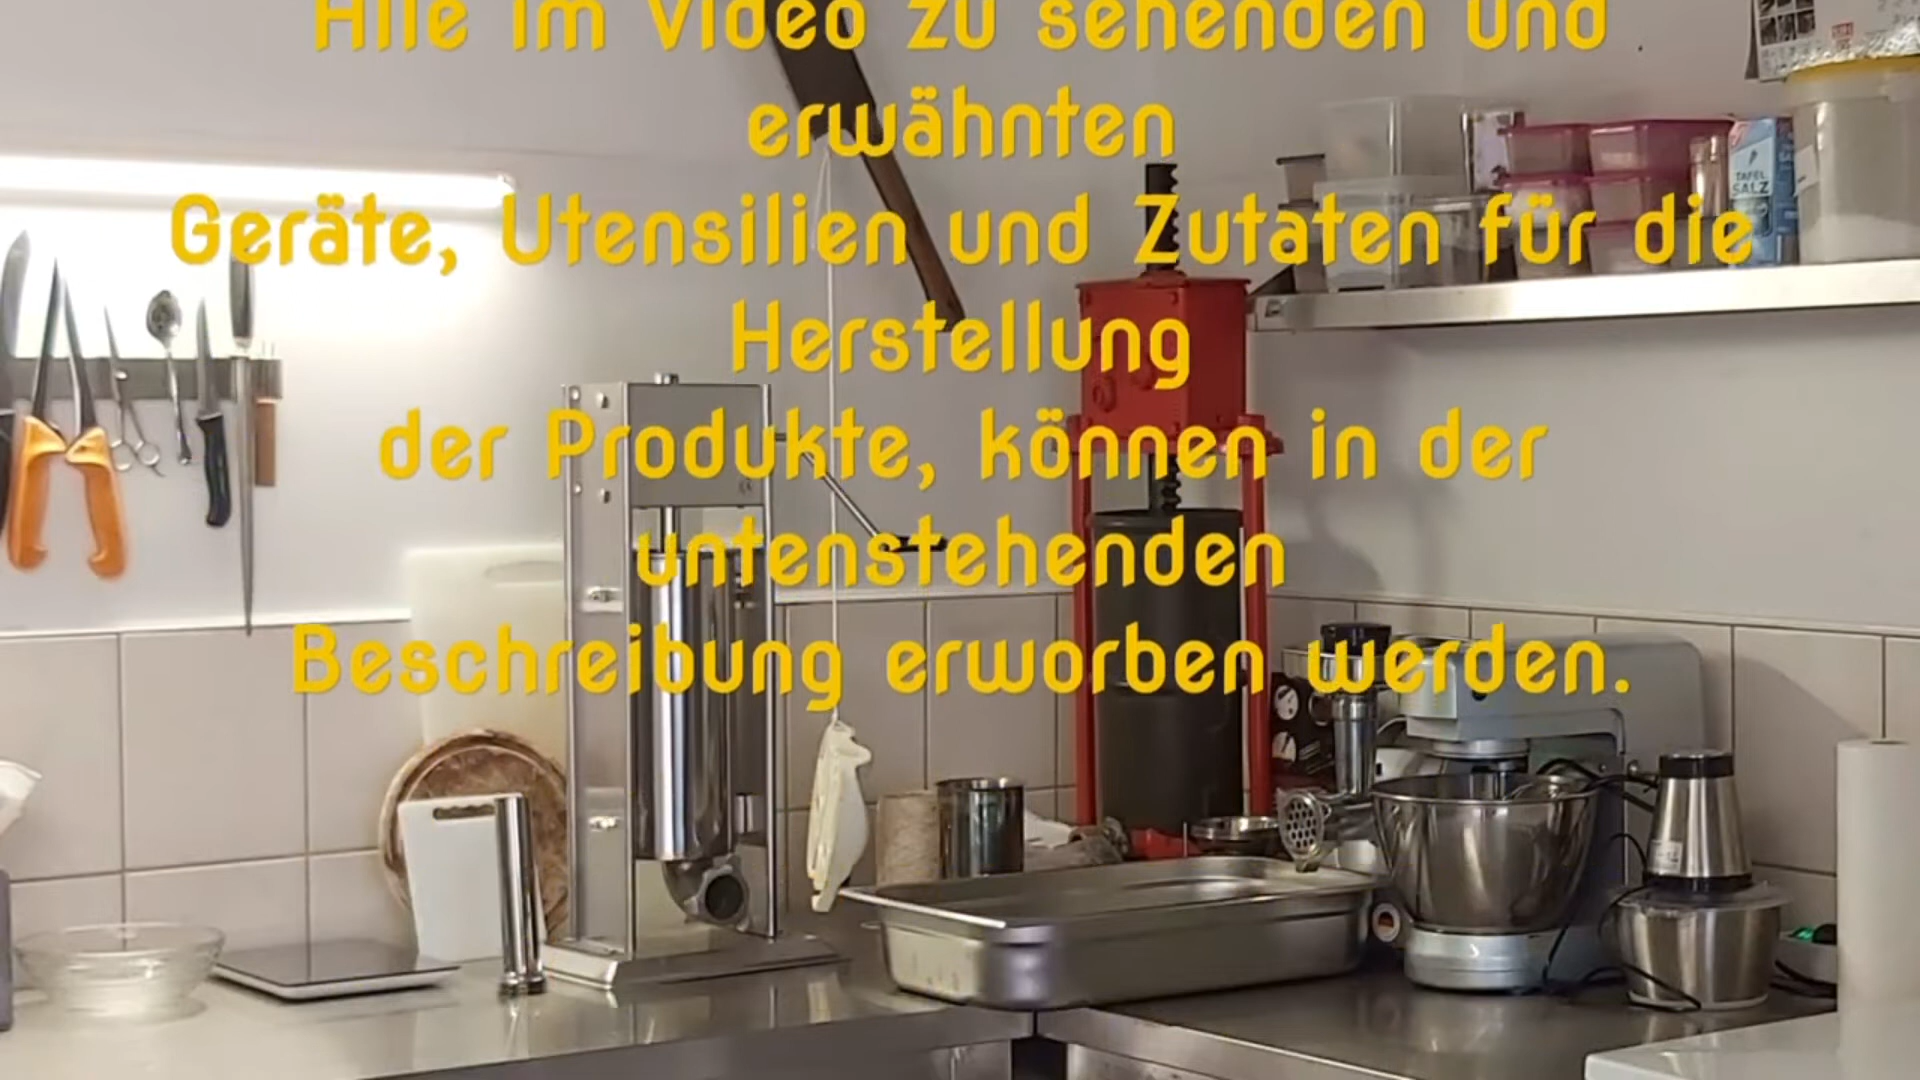 Alle im Video zu sehenden und
erwähnten
Geräte, Utensilien und Zutaten für die
Herstellung
der Produkte, können in der
untenstehenden
Beschreibung erworben werden.
TAFEL
SALZ